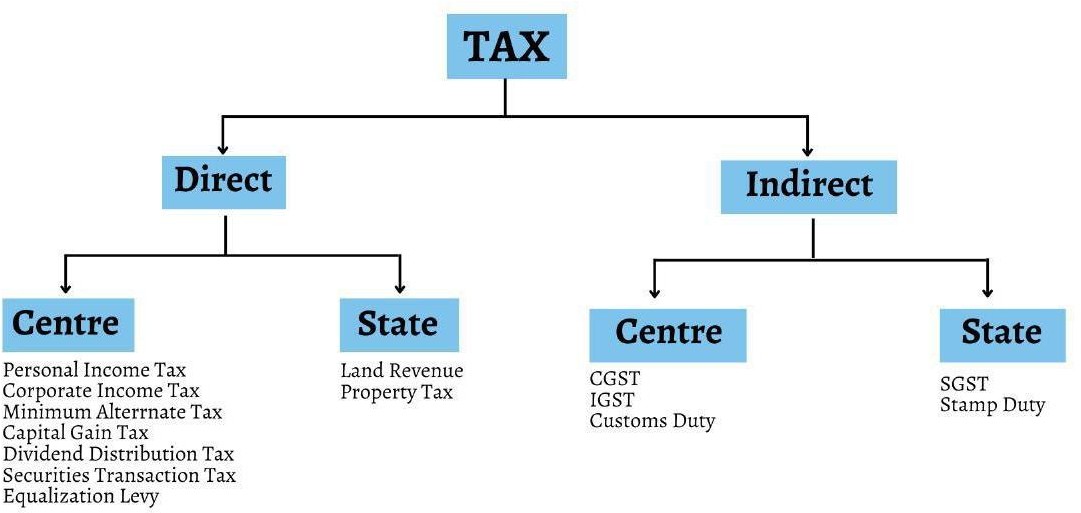 TAX
Direct
Indirect
Centre
Personal Income Tax
Corporate Income Tax
Minimum Alterrnate Tax
Capital Gain Tax
Dividend Distribution Tax
Securities Transaction Tax
Equalization Levy
State
Land Revenue
Property Tax
Centre
CGST
IGST
Customs Duty
State
SGST
Stamp Duty